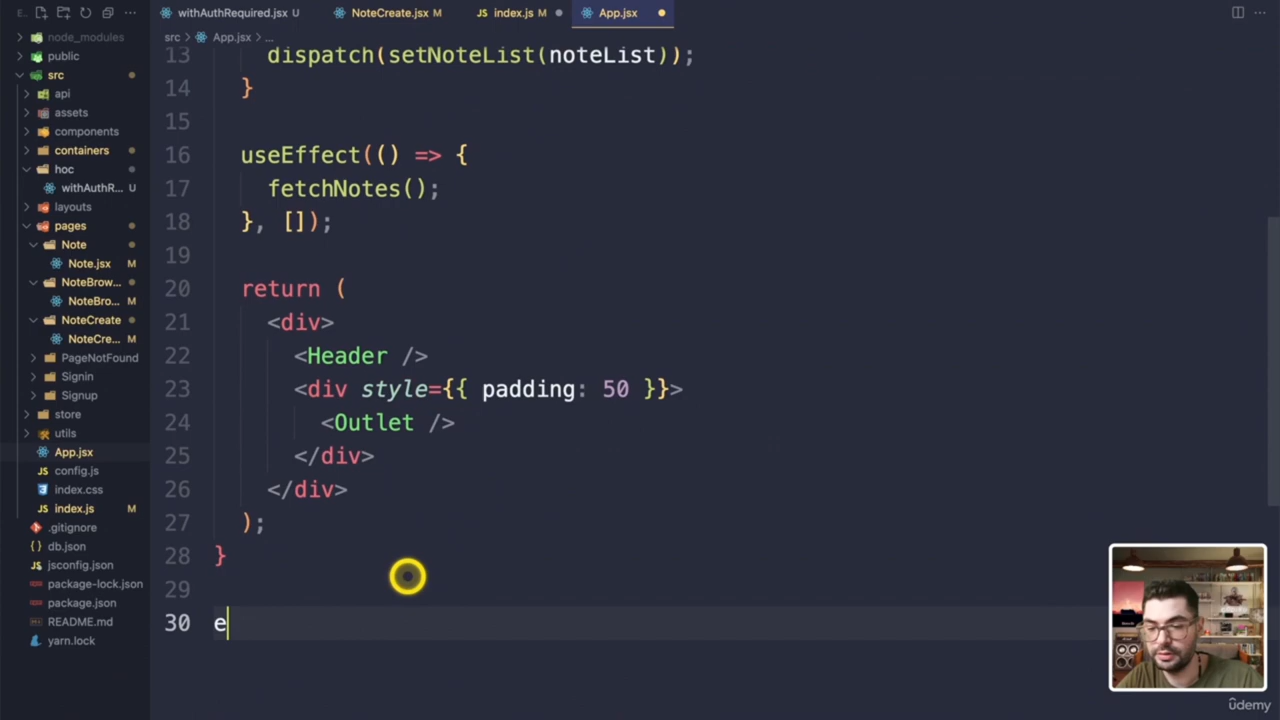 E...
withAuthRequired.jsx U
NoteCreate.jsx M
JS index.js M
App.jsx
src > App.jsx > ...
node_modules
public
src
api
assets
components
containers
hoc
withAuthR... U
layouts
pages
Note
Note.jsx M
NoteBrow...
NoteBro... M
NoteCreate
NoteCre... M
PageNotFound
Signin
Signup
store
utils
App.jsx
JS config.js
index.css
JS index.js M
.gitignore
db.json
jsconfig.json
package-lock.json
package.json
README.md
yarn.lock
13 dispatch(setNoteList(noteList));
14 }
15
16 useEffect(() => {
17 fetchNotes();
18 }, []);
19
20 return (
21 <div>
22 <Header />
23 <div style={{ padding: 50 }}>
24 <Outlet />
25 </div>
26 </div>
27 );
28 }
29
30 e
ûdemy